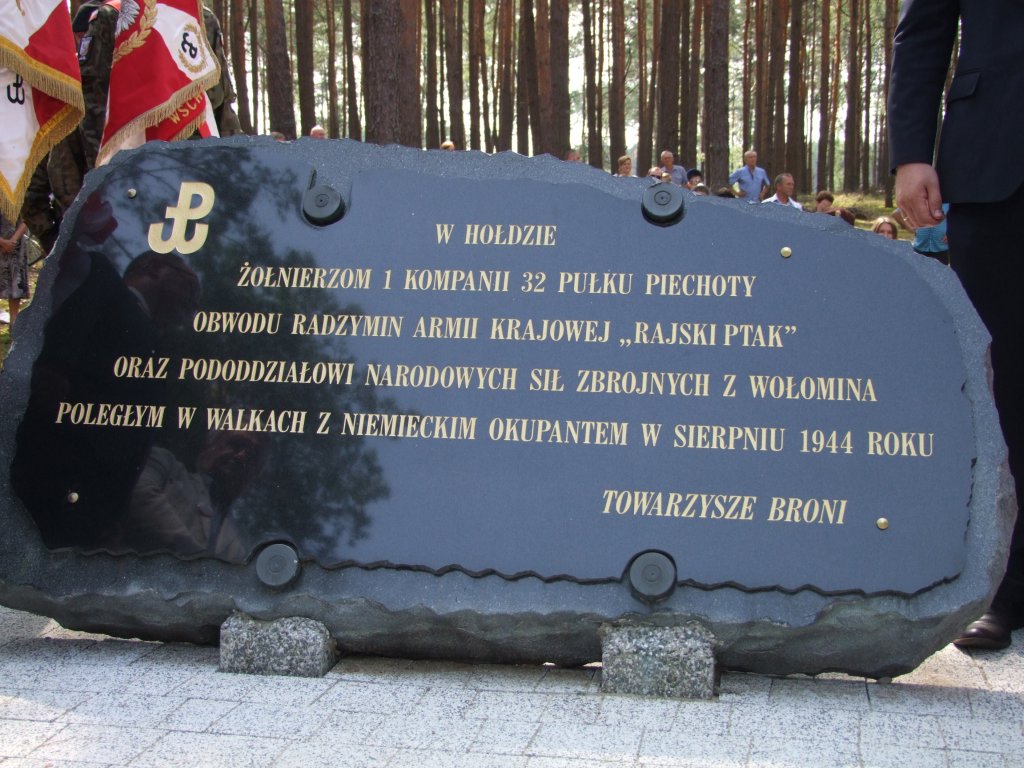 WSCH
W HOŁDZIE
ŻOŁNIERZOM 1 KOMPANII 32 PUŁKU PIECHOTY
OBWODU RADZYMIN ARMII KRAJOWEJ „RAJSKI PTAK”
ORAZ PODODDZIAŁOWI NARODOWYCH SIŁ ZBROJNYCH Z WOŁOMINA
POLEGŁYM W WALKACH Z NIEMIECKIM OKUPANTEM W SIERPNIU 1944 ROKU
TOWARZYSZE BRONI